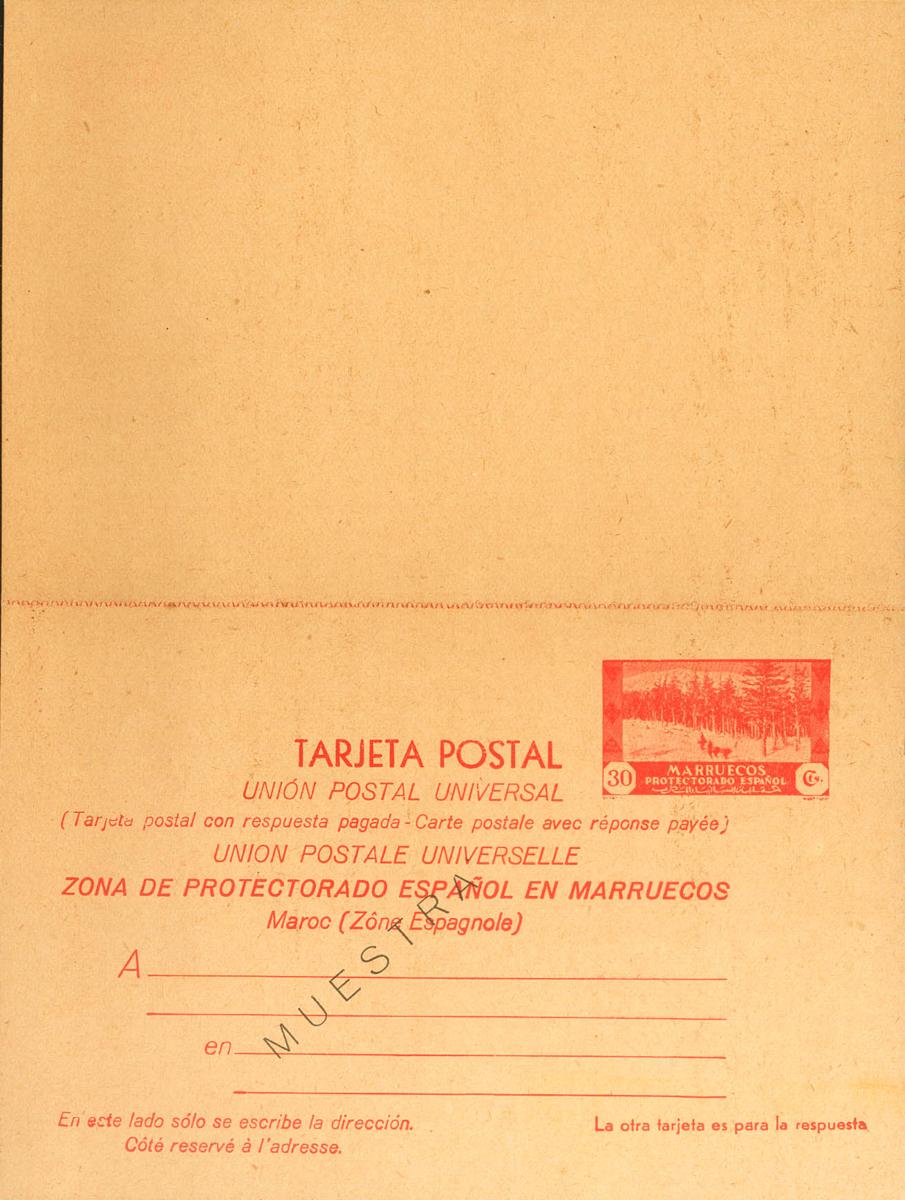 TARJETA POSTAL
UNIÓN POSTAL UNIVERSAL
(Tarjeta postal con respuesta pagada - Carte postale avec réponse payée)
UNION POSTALE UNIVERSELLE
ZONA DE PROTECTORADO ESPAÑOL EN MARRUECOS
Maroc (Zône Espagnole)
30
MARRUECOS
PROTECTORADO ESPAÑOL
Cts.
A
en
MUESTRA
En este lado sólo se escribe la dirección.
Côté reservé à l'adresse.
La otra tarjeta es para la respuesta